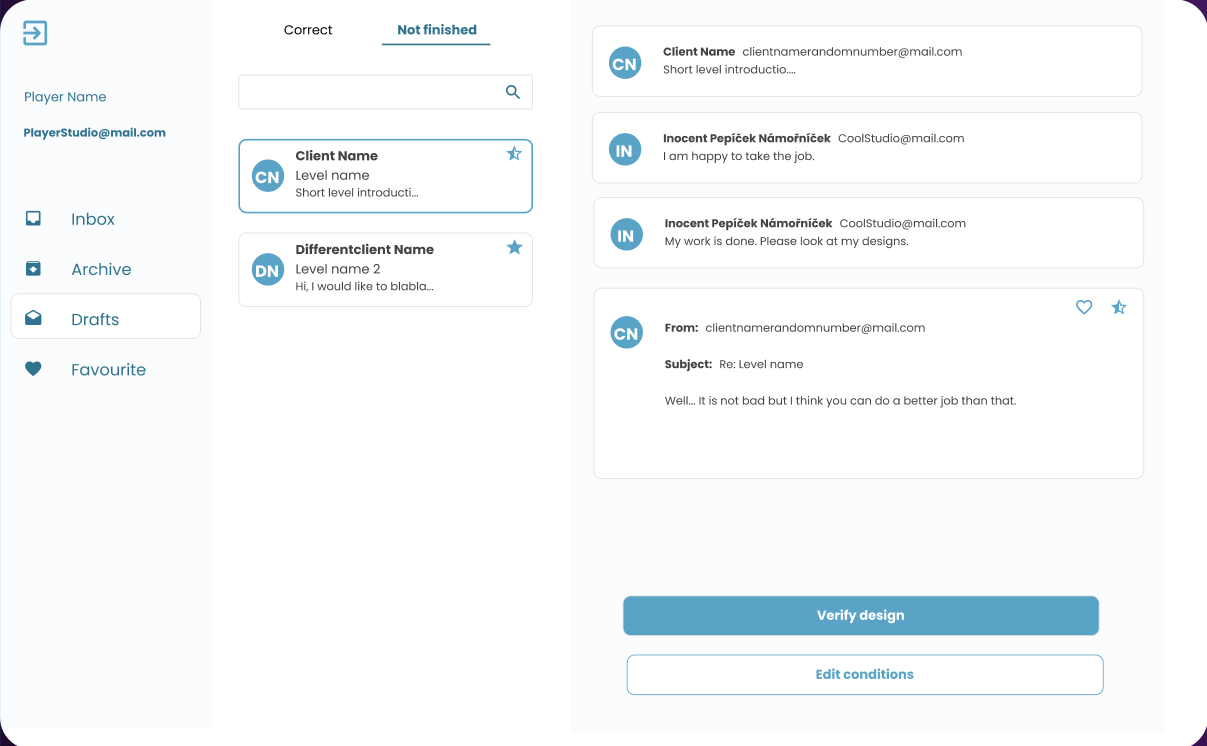 Player Name
PlayerStudio@mail.com
Inbox
Archive
Drafts
Favourite
Correct
Not finished
CN
Client Name
Level name
Short level introducti...
DN
Differentclient Name
Level name 2
Hi, I would like to blabla...
CN
Client Name clientnamerandomnumber@mail.com
Short level introductio....
IN
Inocent Pepíček Námořníček CoolStudio@mail.com
I am happy to take the job.
IN
Inocent Pepíček Námořníček CoolStudio@mail.com
My work is done. Please look at my designs.
CN
From: clientnamerandomnumber@mail.com
Subject: Re: Level name
Well... It is not bad but I think you can do a better job than that.
Verify design
Edit conditions